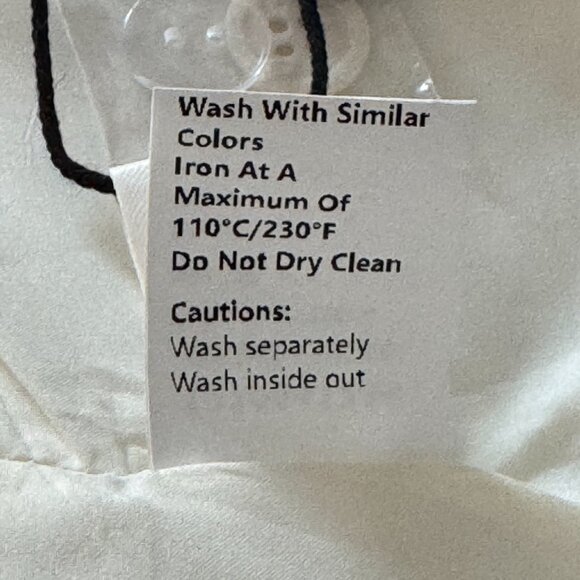 Wash With Similar
Colors
Iron At A
Maximum Of
110°C/230°F
Do Not Dry Clean
Cautions:
Wash separately
Wash inside out